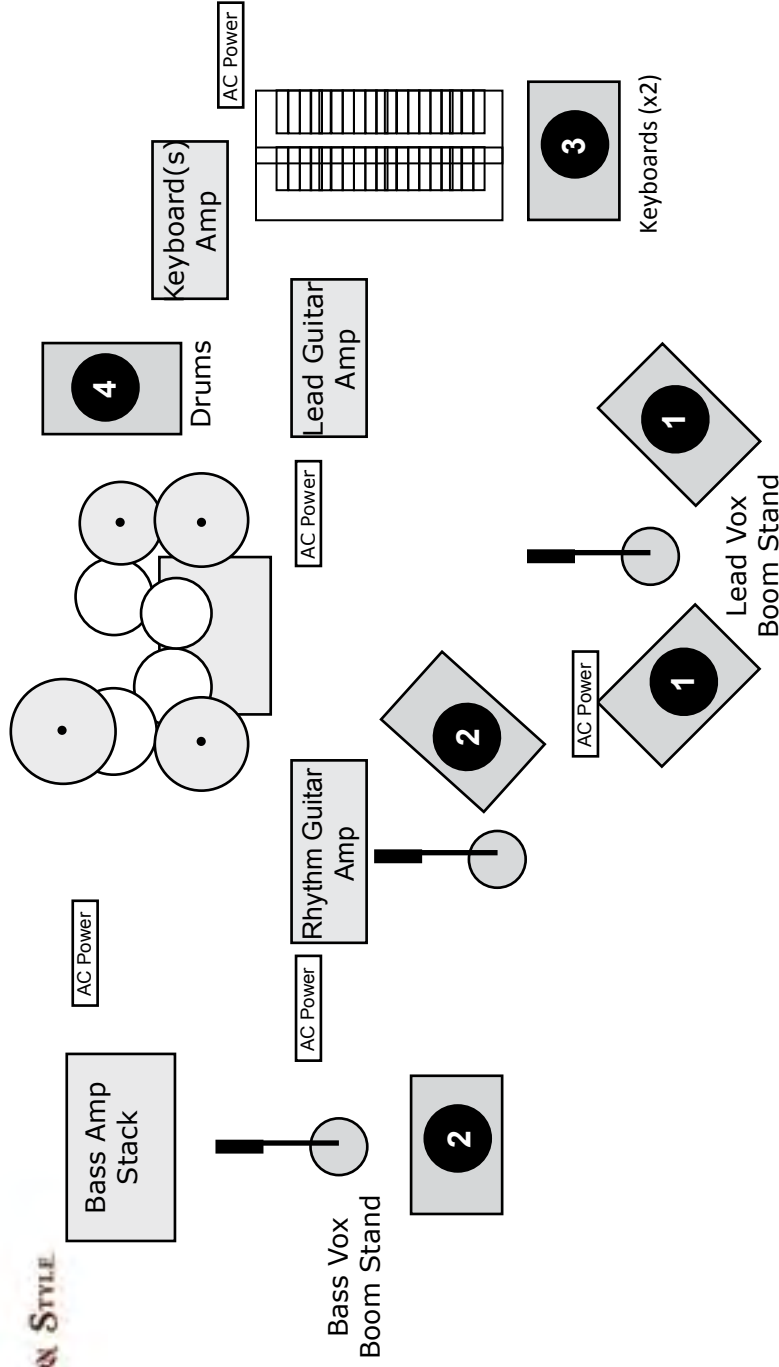 STYLE
Bass Amp
Stack
AC Power
4
Drums
Keyboard(s)
Amp
AC Power
Bass Vox
Boom Stand
AC Power
Rhythm Guitar
Amp
AC Power
Lead Guitar
Amp
2
2
AC Power
3
Keyboards (x2)
1
1
Lead Vox
Boom Stand